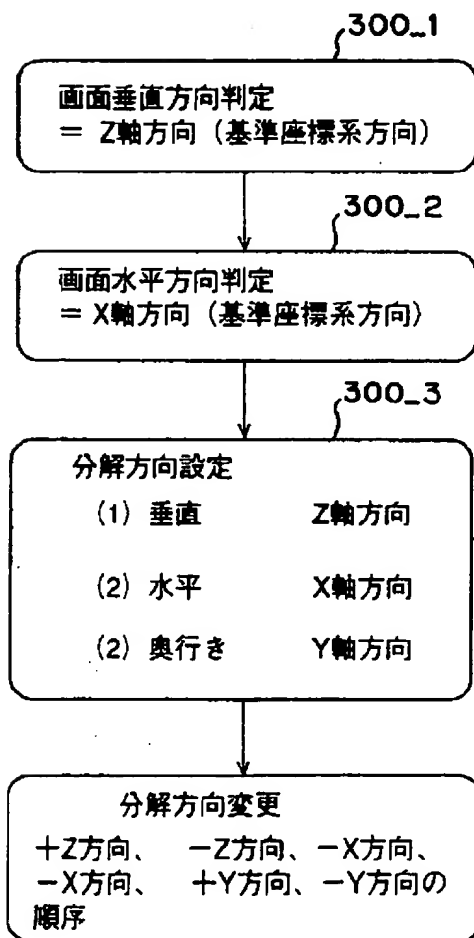 300_1
画面垂直方向判定
= Z軸方向（基準座標系方向）
300_2
画面水平方向判定
= X軸方向（基準座標系方向）
300_3
分解方向設定
(1) 垂直 Z軸方向
(2) 水平 X軸方向
(2) 奥行き Y軸方向
分解方向変更
+Z方向、 -Z方向、-X方向、
-X方向、 +Y方向、-Y方向の
順序